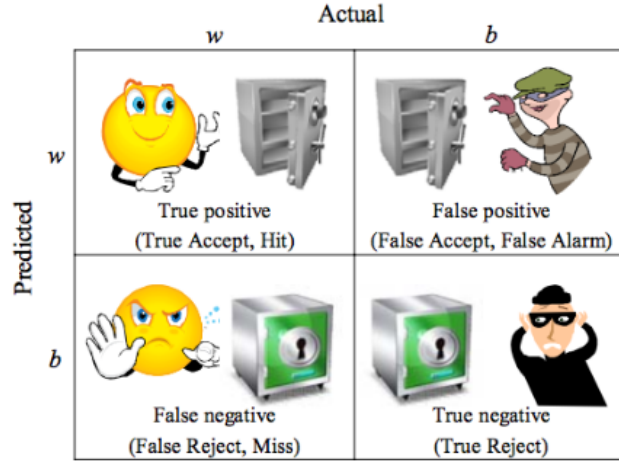 Actual
w b
Predicted
w
True positive
(True Accept, Hit)
False positive
(False Accept, False Alarm)
b
False negative
(False Reject, Miss)
True negative
(True Reject)